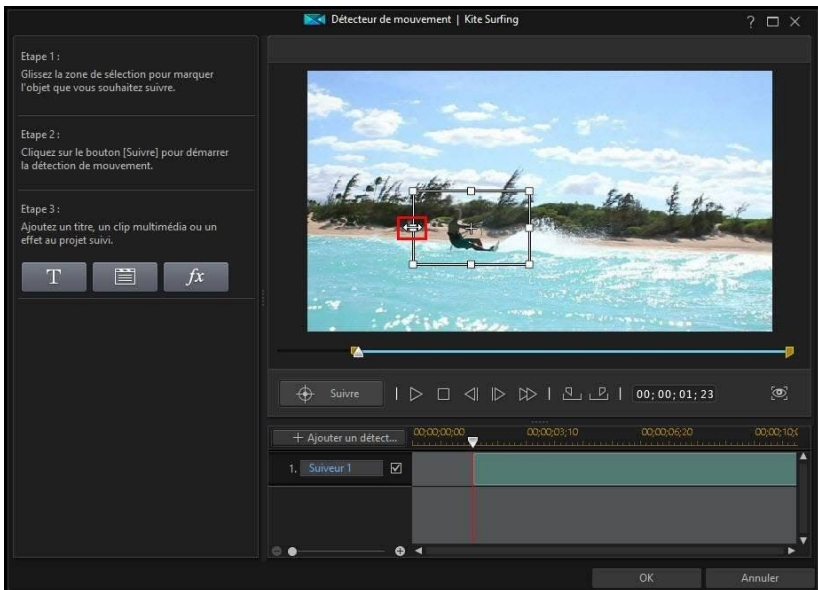 Détecteur de mouvement | Kite Surfing
Etape 1 :
Glissez la zone de sélection pour marquer
l'objet que vous souhaitez suivre.
Etape 2 :
Cliquez sur le bouton [Suivre] pour démarrer
la détection de mouvement.
Etape 3 :
Ajoutez un titre, un clip multimédia ou un
effet au projet suivi.
T
fx
Suivre
00; 00; 01; 23
+ Ajouter un détect...
00;00;00;00
00;00;03;10
00;00;06;20
00;00;10;
1. Suiveur 1
OK
Annuler